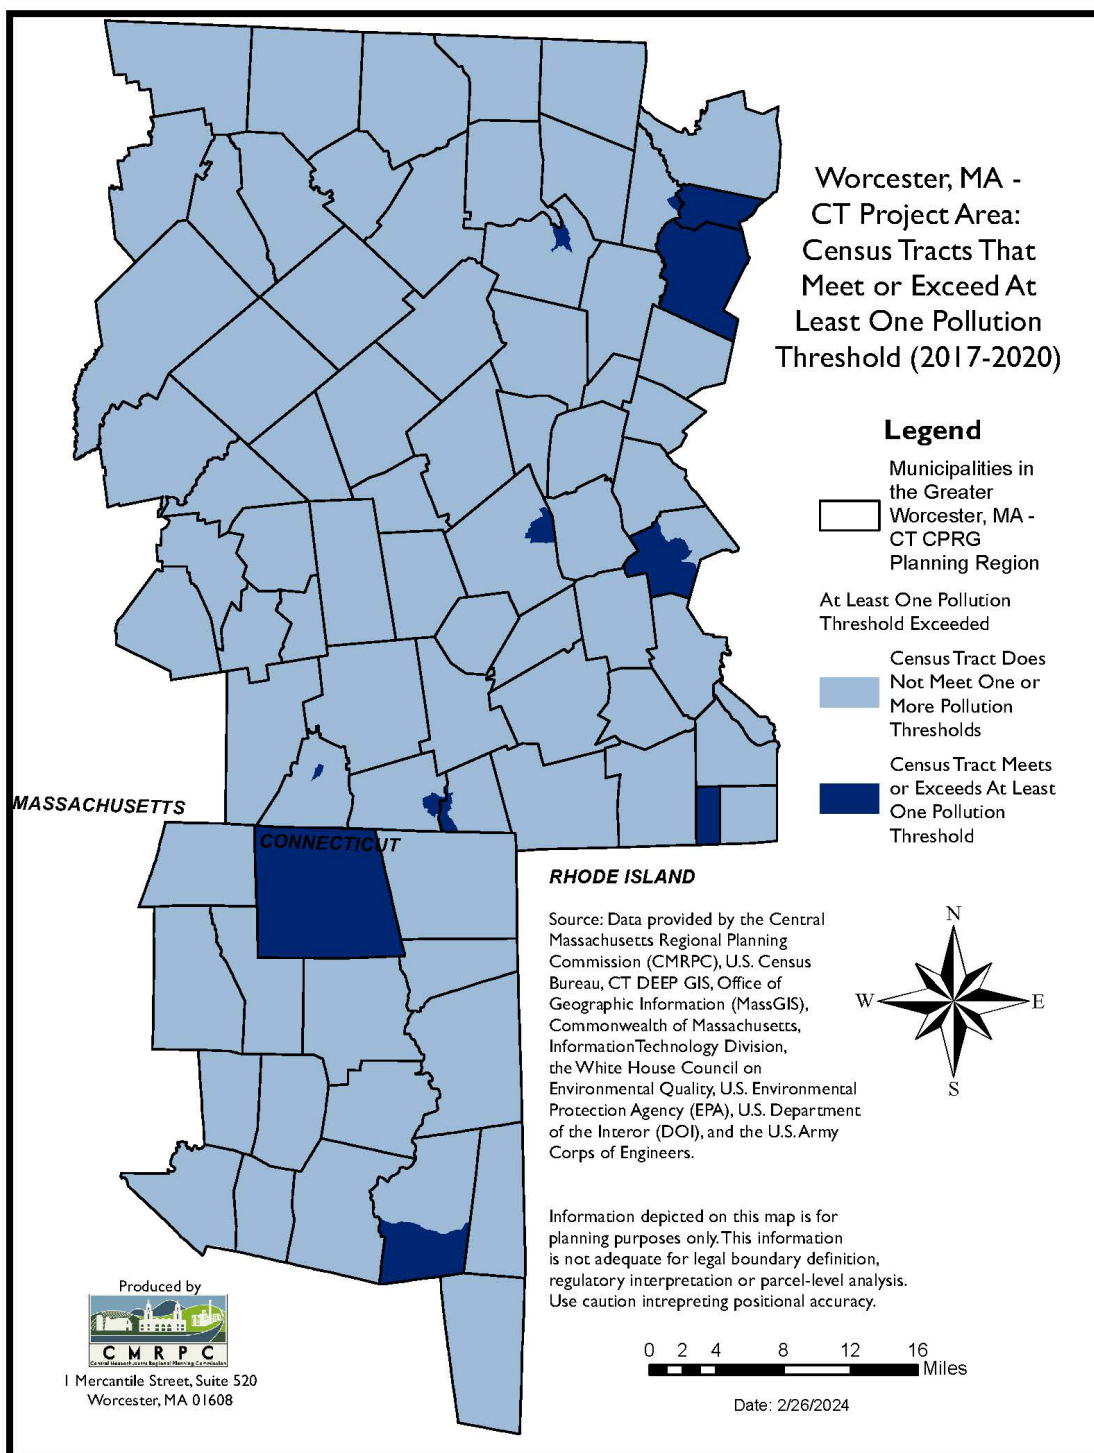 Worcester, MA -
CT Project Area:
Census Tracts That
Meet or Exceed At
Least One Pollution
Threshold (2017-2020)
Legend
Municipalities in
the Greater
Worcester, MA -
CT CPRG
Planning Region
At Least One Pollution
Threshold Exceeded
Census Tract Does
Not Meet One or
More Pollution
Thresholds
Census Tract Meets
or Exceeds At Least
One Pollution
Threshold
MASSACHUSETTS
CONNECTICUT
RHODE ISLAND
Source: Data provided by the Central
Massachusetts Regional Planning
Commission (CMRPC), U.S. Census
Bureau, CT DEEP GIS, Office of
Geographic Information (MassGIS),
Commonwealth of Massachusetts,
InformationTechnology Division,
the White House Council on
Environmental Quality, U.S. Environmental
Protection Agency (EPA), U.S. Department
of the Interor (DOI), and the U.S. Army
Corps of Engineers.
N
W
E
S
Information depicted on this map is for
planning purposes only. This information
is not adequate for legal boundary definition,
regulatory interpretation or parcel-level analysis.
Use caution intrepreting positional accuracy.
0 2 4 8 12 16
Miles
Date: 2/26/2024
Produced by
CMRPC
Central Massachusetts Regional Planning Commission
1 Mercantile Street, Suite 520
Worcester, MA 01608